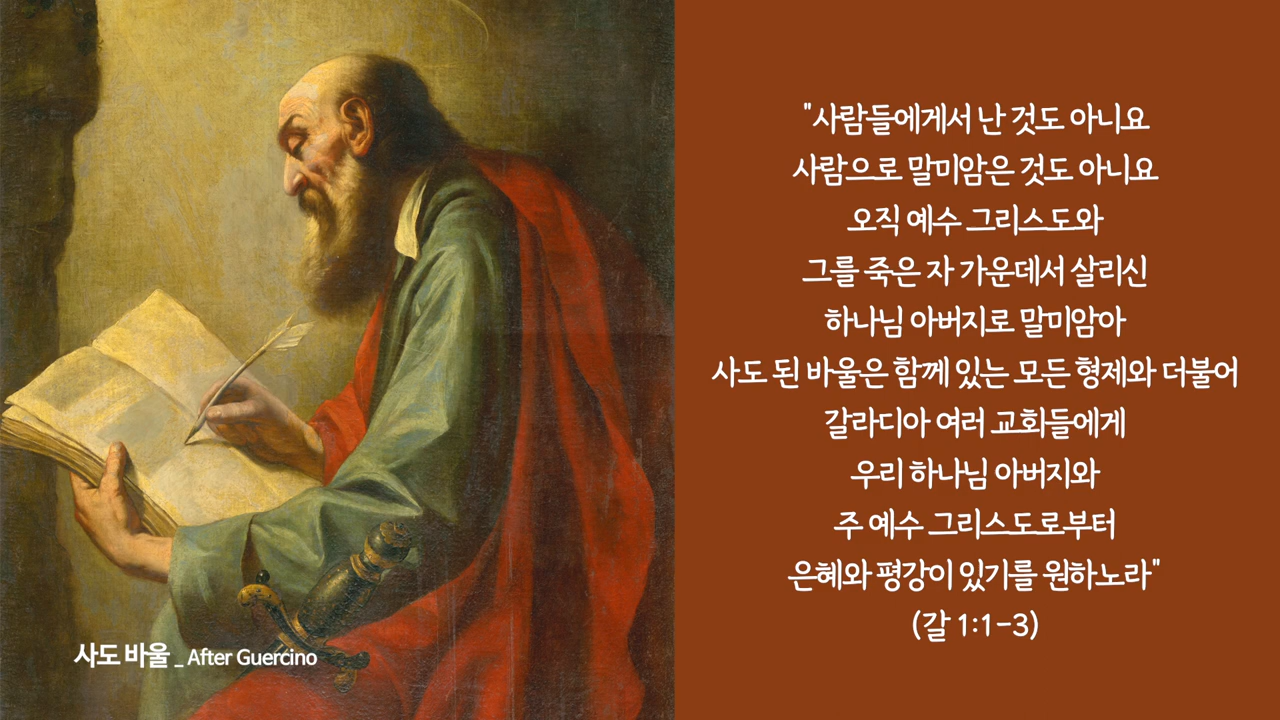 "사람들에게서 난 것도 아니요
사람으로 말미암은 것도 아니요
오직 예수 그리스도와
그를 죽은 자 가운데서 살리신
하나님 아버지로 말미암아
사도 된 바울은 함께 있는 모든 형제와 더불어
갈라디아 여러 교회들에게
우리 하나님 아버지와
주 예수 그리스도로부터
은혜와 평강이 있기를 원하노라"
(갈 1:1-3)
사도 바울 _ After Guercino